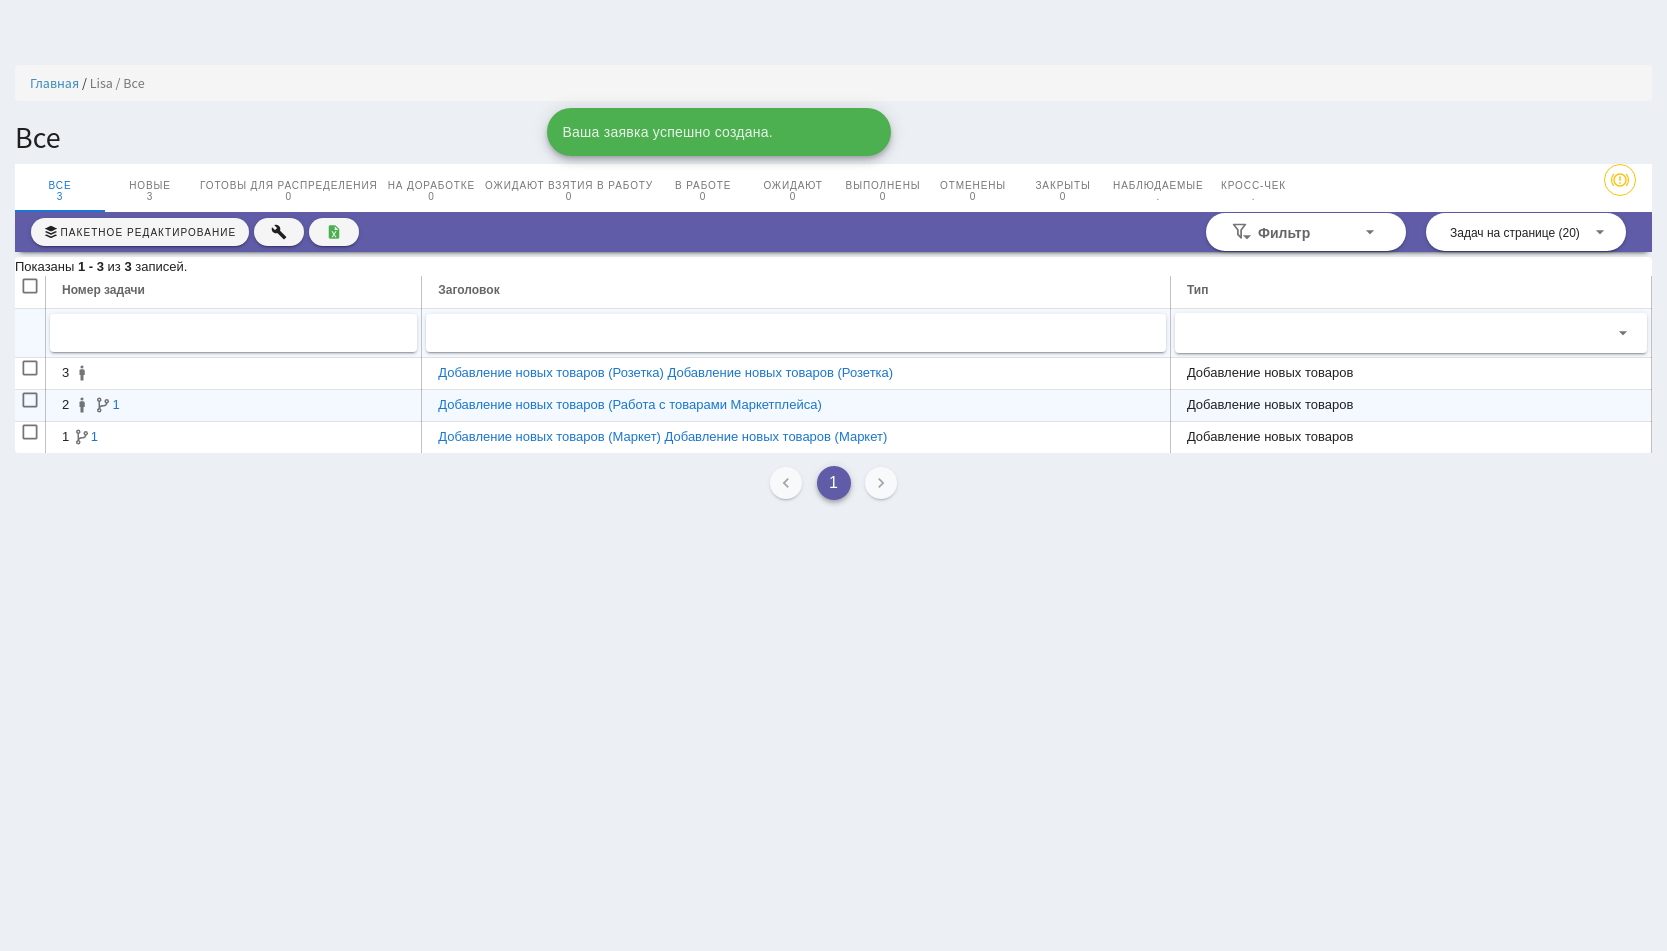 Главная / Lisa / Все
Ваша заявка успешно создана.
Все
ВСЕ НОВЫЕ ГОТОВЫ ДЛЯ РАСПРЕДЕЛЕНИЯ НА ДОРАБОТКЕ ОЖИДАЮТ ВЗЯТИЯ В РАБОТУ В РАБОТЕ ОЖИДАЮТ ВЫПОЛНЕНЫ ОТМЕНЕНЫ ЗАКРЫТЫ НАБЛЮДАЕМЫЕ КРОСС-ЧЕК
3 3 0 0 0 0 0 0 0 0 . .
ПАКЕТНОЕ РЕДАКТИРОВАНИЕ Фильтр Задач на странице (20)
Показаны 1 - 3 из 3 записей.
Номер задачи Заголовок Тип
3 Добавление новых товаров (Розетка) Добавление новых товаров (Розетка) Добавление новых товаров
2 1 Добавление новых товаров (Работа с товарами Маркетплейса) Добавление новых товаров
1 1 Добавление новых товаров (Маркет) Добавление новых товаров (Маркет) Добавление новых товаров
1